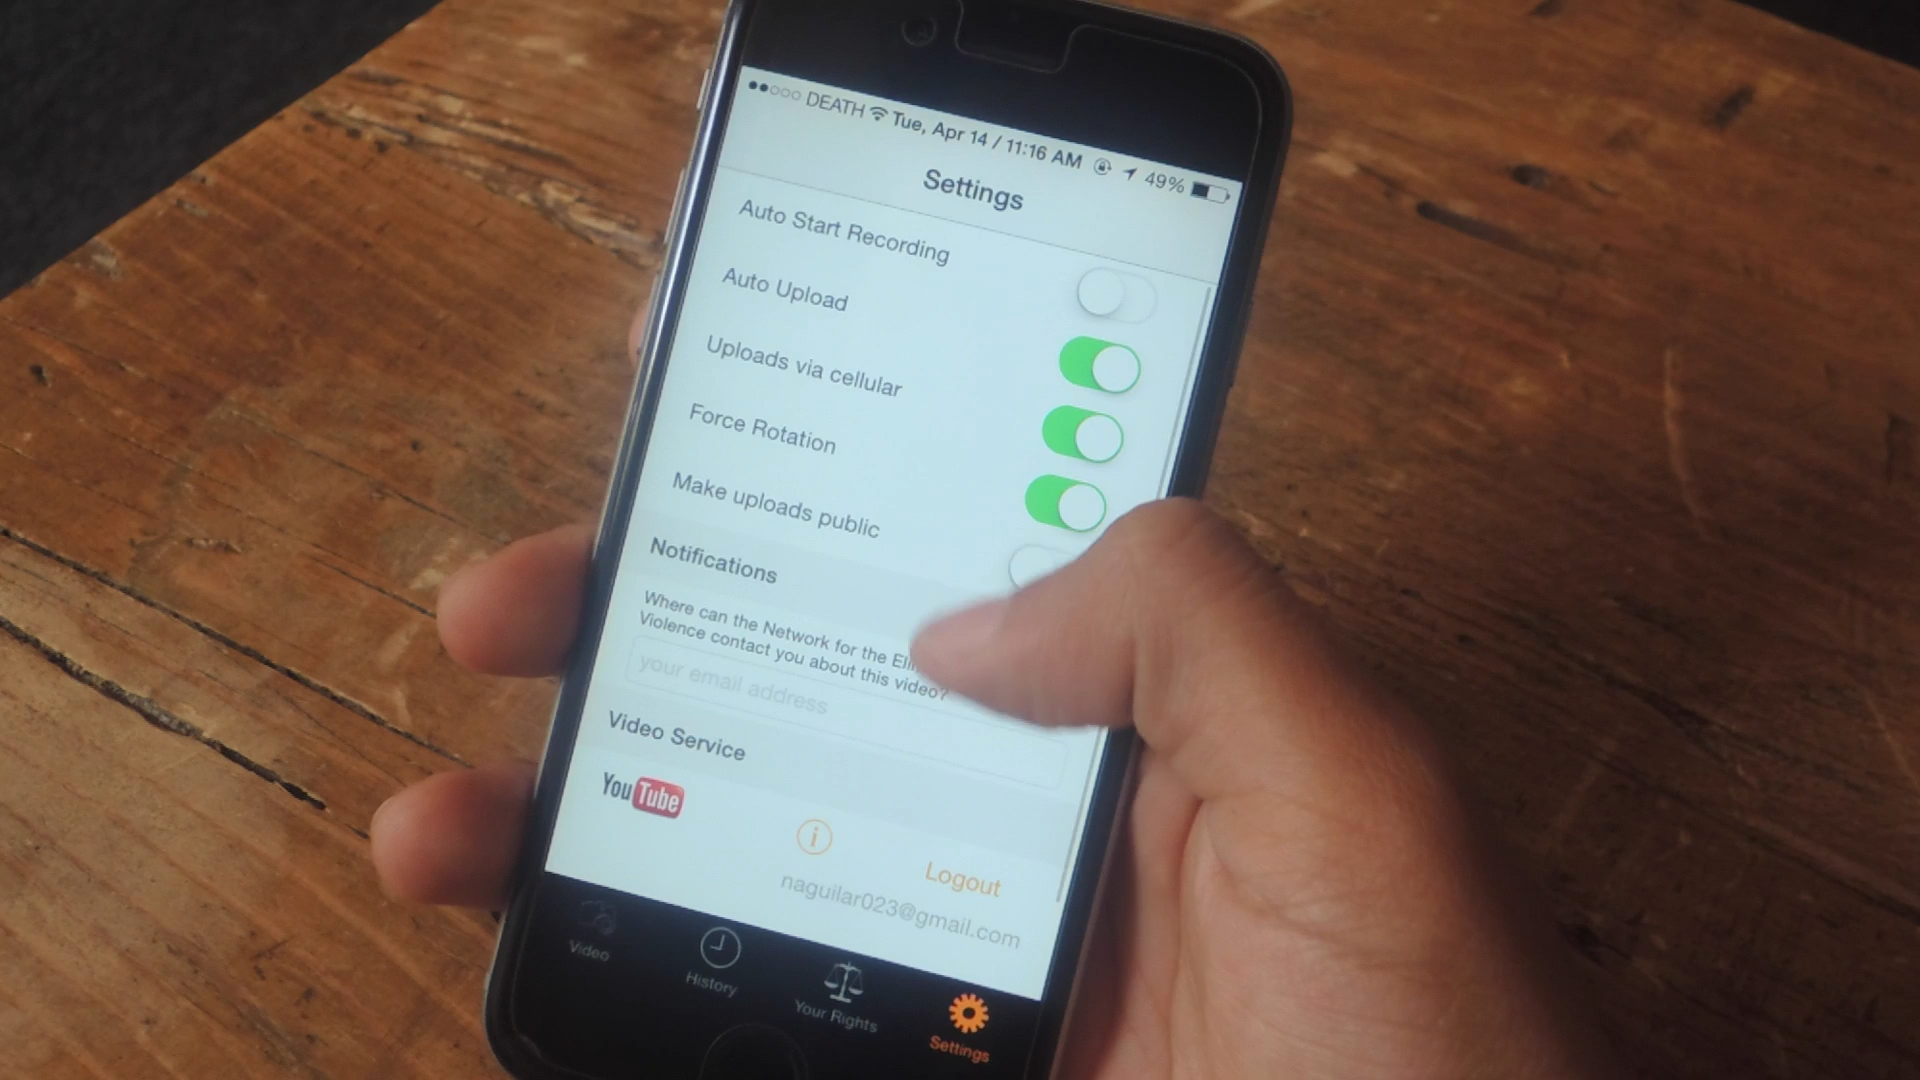 DEATH Tue, Apr 14 / 11:16 AM 49%
Settings
Auto Start Recording
Auto Upload
Uploads via cellular
Force Rotation
Make uploads public
Notifications
Where can the Network for the
Violence contact you about this video?
your email address
Video Service
YouTube
i
Logout
naguilar023@gmail.com
Video
History
Your Rights
Settings